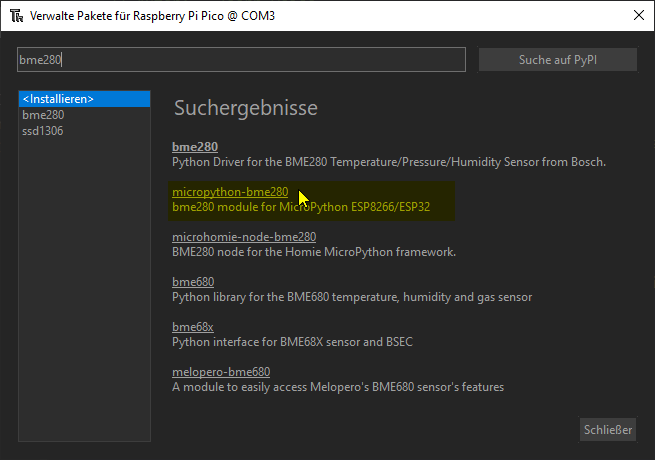 Verwalte Pakete für Raspberry Pi Pico @ COM3
bme280
Suche auf PyPI
<Installieren>
bme280
ssd1306
Suchergebnisse
bme280
Python Driver for the BME280 Temperature/Pressure/Humidity Sensor from Bosch.
micropython-bme280
bme280 module for MicroPython ESP8266/ESP32
microhomie-node-bme280
BME280 node for the Homie MicroPython framework.
bme680
Python library for the BME680 temperature, humidity and gas sensor
bme68x
Python interface for BME68X sensor and BSEC
melopero-bme680
A module to easily access Melopero's BME680 sensor's features
Schließer